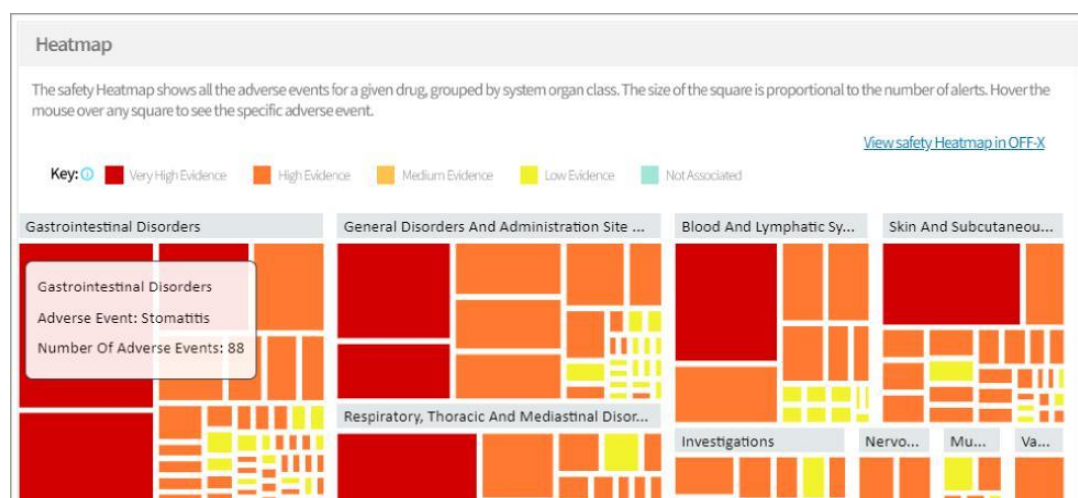 Heatmap
The safety Heatmap shows all the adverse events for a given drug, grouped by system organ class. The size of the square is proportional to the number of alerts. Hover the
mouse over any square to see the specific adverse event.
View safety Heatmap in OFF-X
Key: Very High Evidence High Evidence Medium Evidence Low Evidence Not Associated
Gastrointestinal Disorders General Disorders And Administration Site ... Blood And Lymphatic Sy... Skin And Subcutaneou...
Gastrointestinal Disorders
Adverse Event: Stomatitis
Number Of Adverse Events: 88
Respiratory, Thoracic And Mediastinal Disor...
Investigations Nervo... Mu... Va...